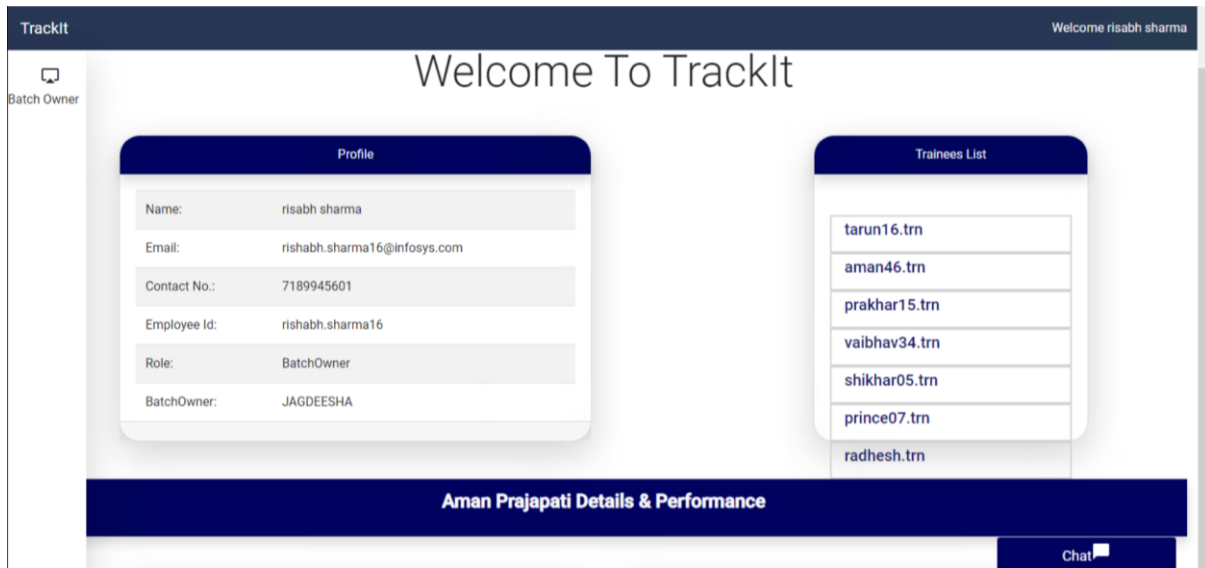 TrackIt
Welcome risabh sharma
Batch Owner
Welcome To TrackIt
Profile
Name: risabh sharma
Email: rishabh.sharma16@infosys.com
Contact No.: 7189945601
Employee Id: rishabh.sharma16
Role: BatchOwner
BatchOwner: JAGDEESHA
Trainees List
tarun16.trn
aman46.trn
prakhar15.trn
vaibhav34.trn
shikhar05.trn
prince07.trn
radhesh.trn
Aman Prajapati Details & Performance
Chat